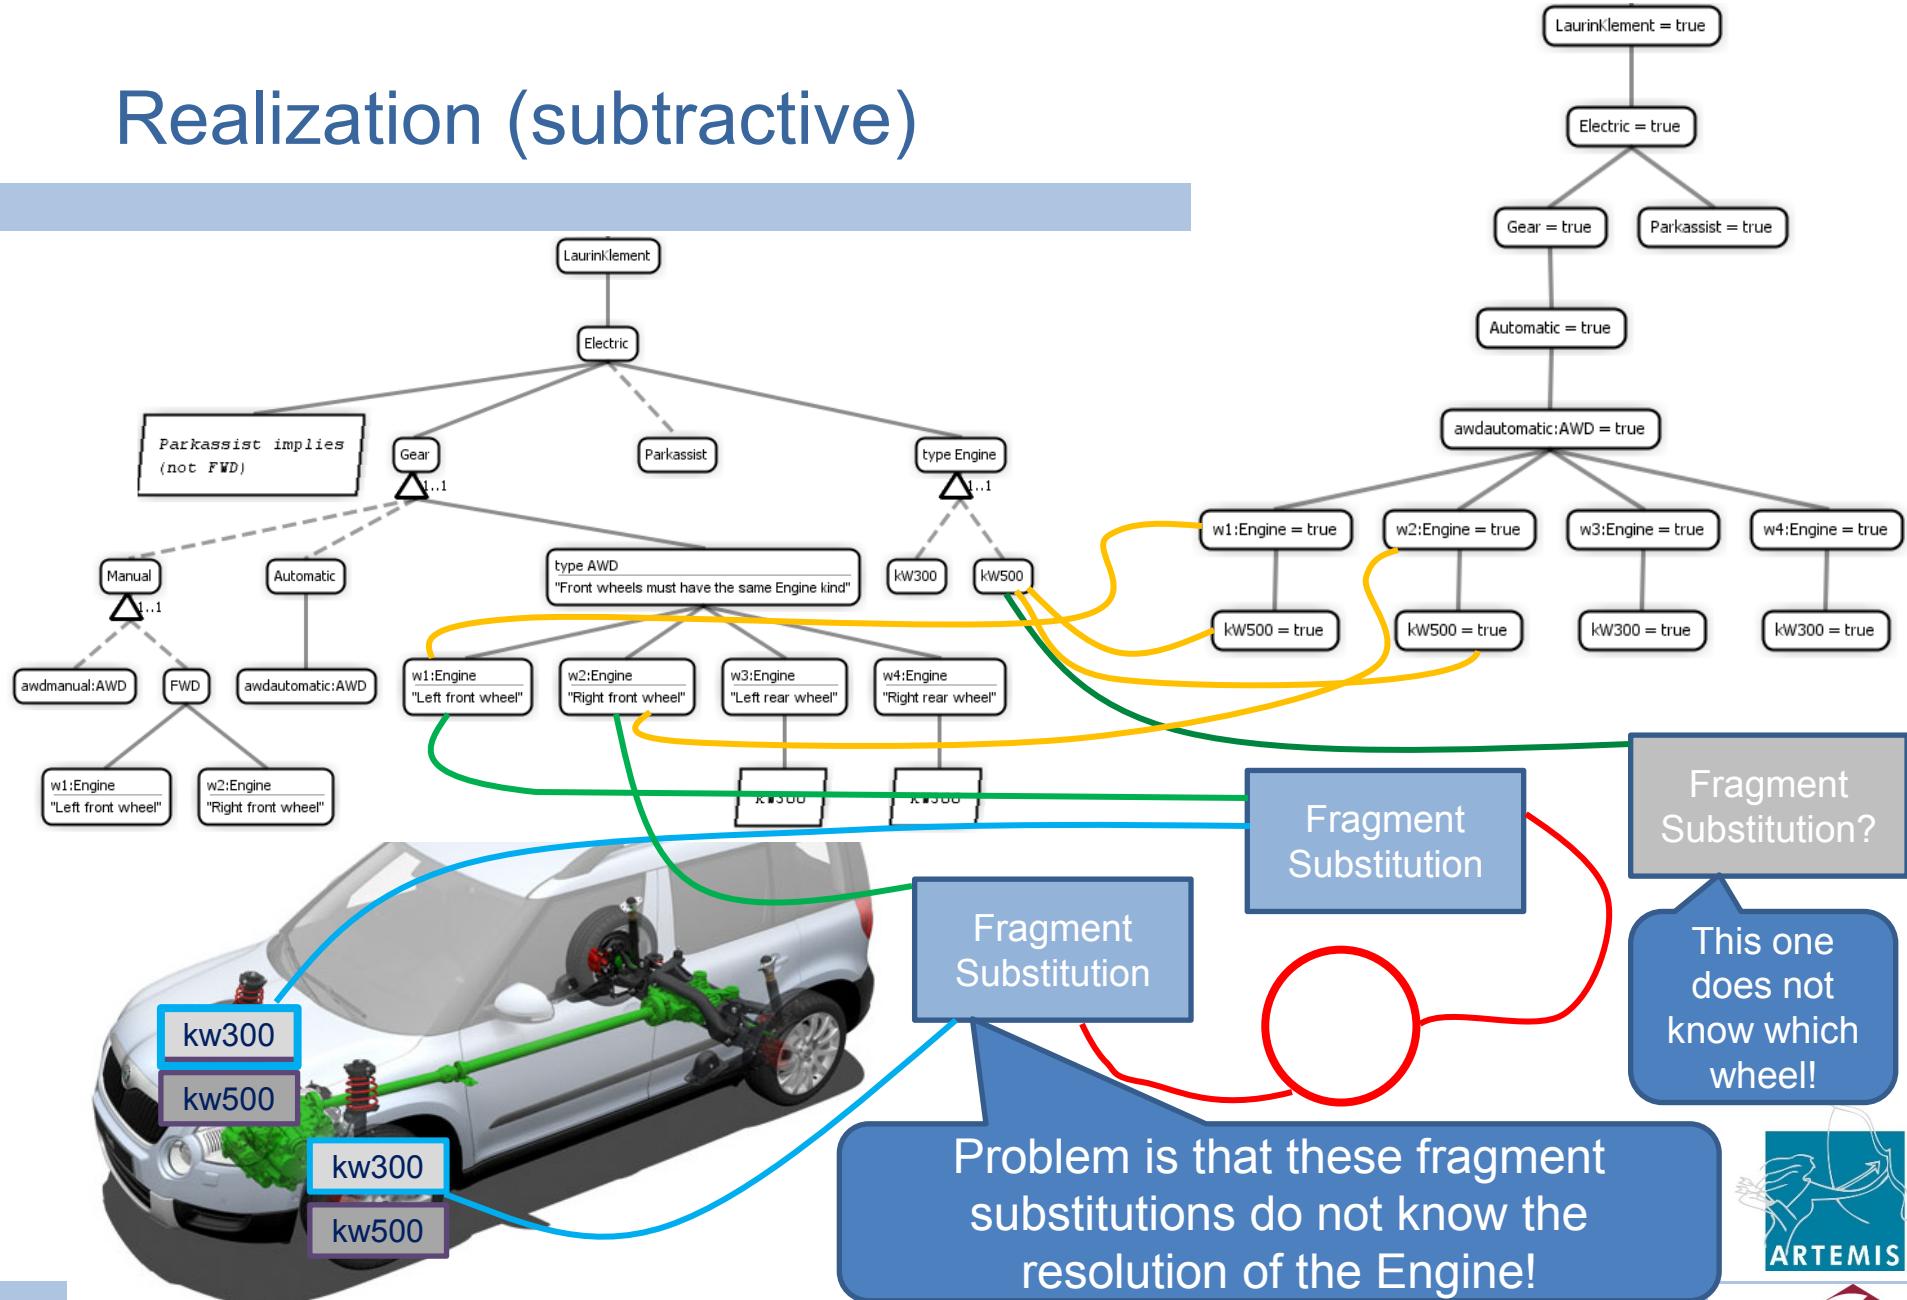 Realization (subtractive)
LaurinKlement = true
Electric = true
Gear = true
Parkassist = true
Automatic = true
awdautomatic:AWD = true
w1:Engine = true
w2:Engine = true
w3:Engine = true
w4:Engine = true
kW500 = true
kW500 = true
kW300 = true
kW300 = true
LaurinKlement
Electric
Parkassist implies
(not FWD)
Gear
1..1
Parkassist
type Engine
1..1
Manual
1..1
Automatic
type AWD
"Front wheels must have the same Engine kind"
kW300
kW500
awdmanual:AWD
FWD
awdautomatic:AWD
w1:Engine
"Left front wheel"
w2:Engine
"Right front wheel"
w3:Engine
"Left rear wheel"
w4:Engine
"Right rear wheel"
w1:Engine
"Left front wheel"
w2:Engine
"Right front wheel"
kW300
kW300
Fragment
Substitution
Fragment
Substitution?
Fragment
Substitution
This one
does not
know which
wheel!
kw300
kw500
kw300
kw500
Problem is that these fragment
substitutions do not know the
resolution of the Engine!
ARTEMIS